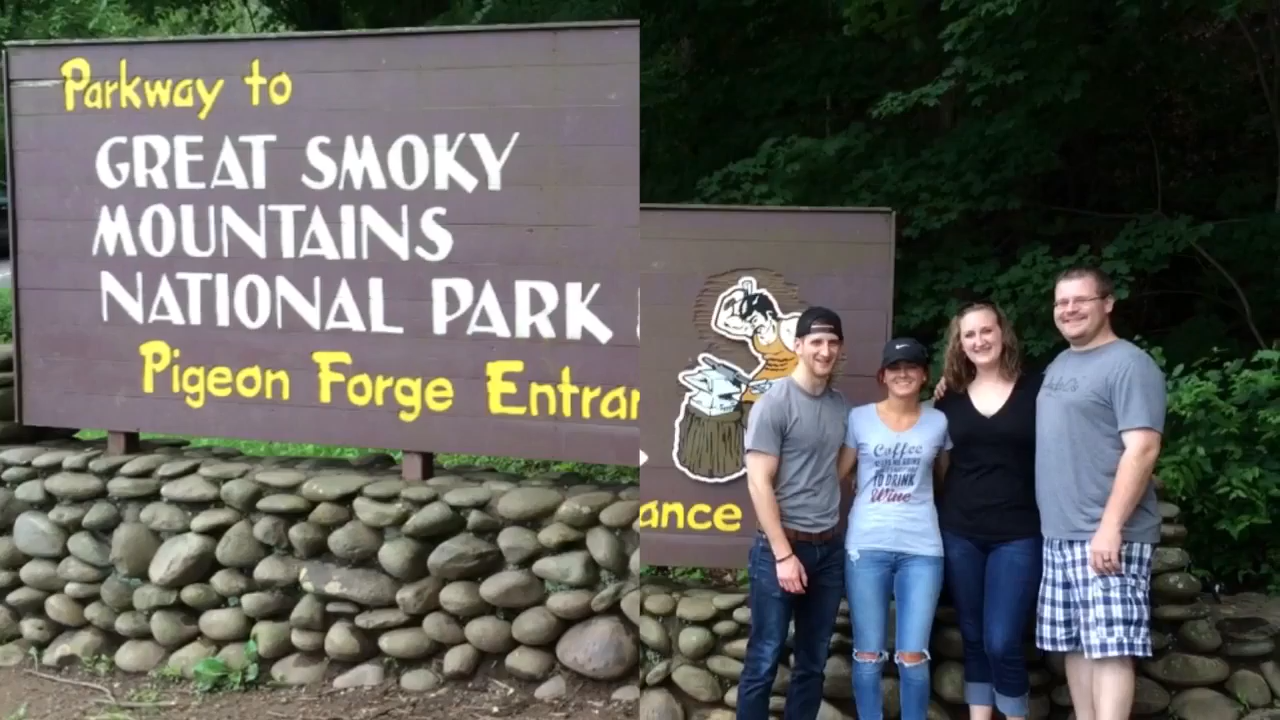 Parkway to
GREAT SMOKY
MOUNTAINS
NATIONAL PARK
Pigeon Forge Entran
ance
Coffee
TO DRINK
Wine